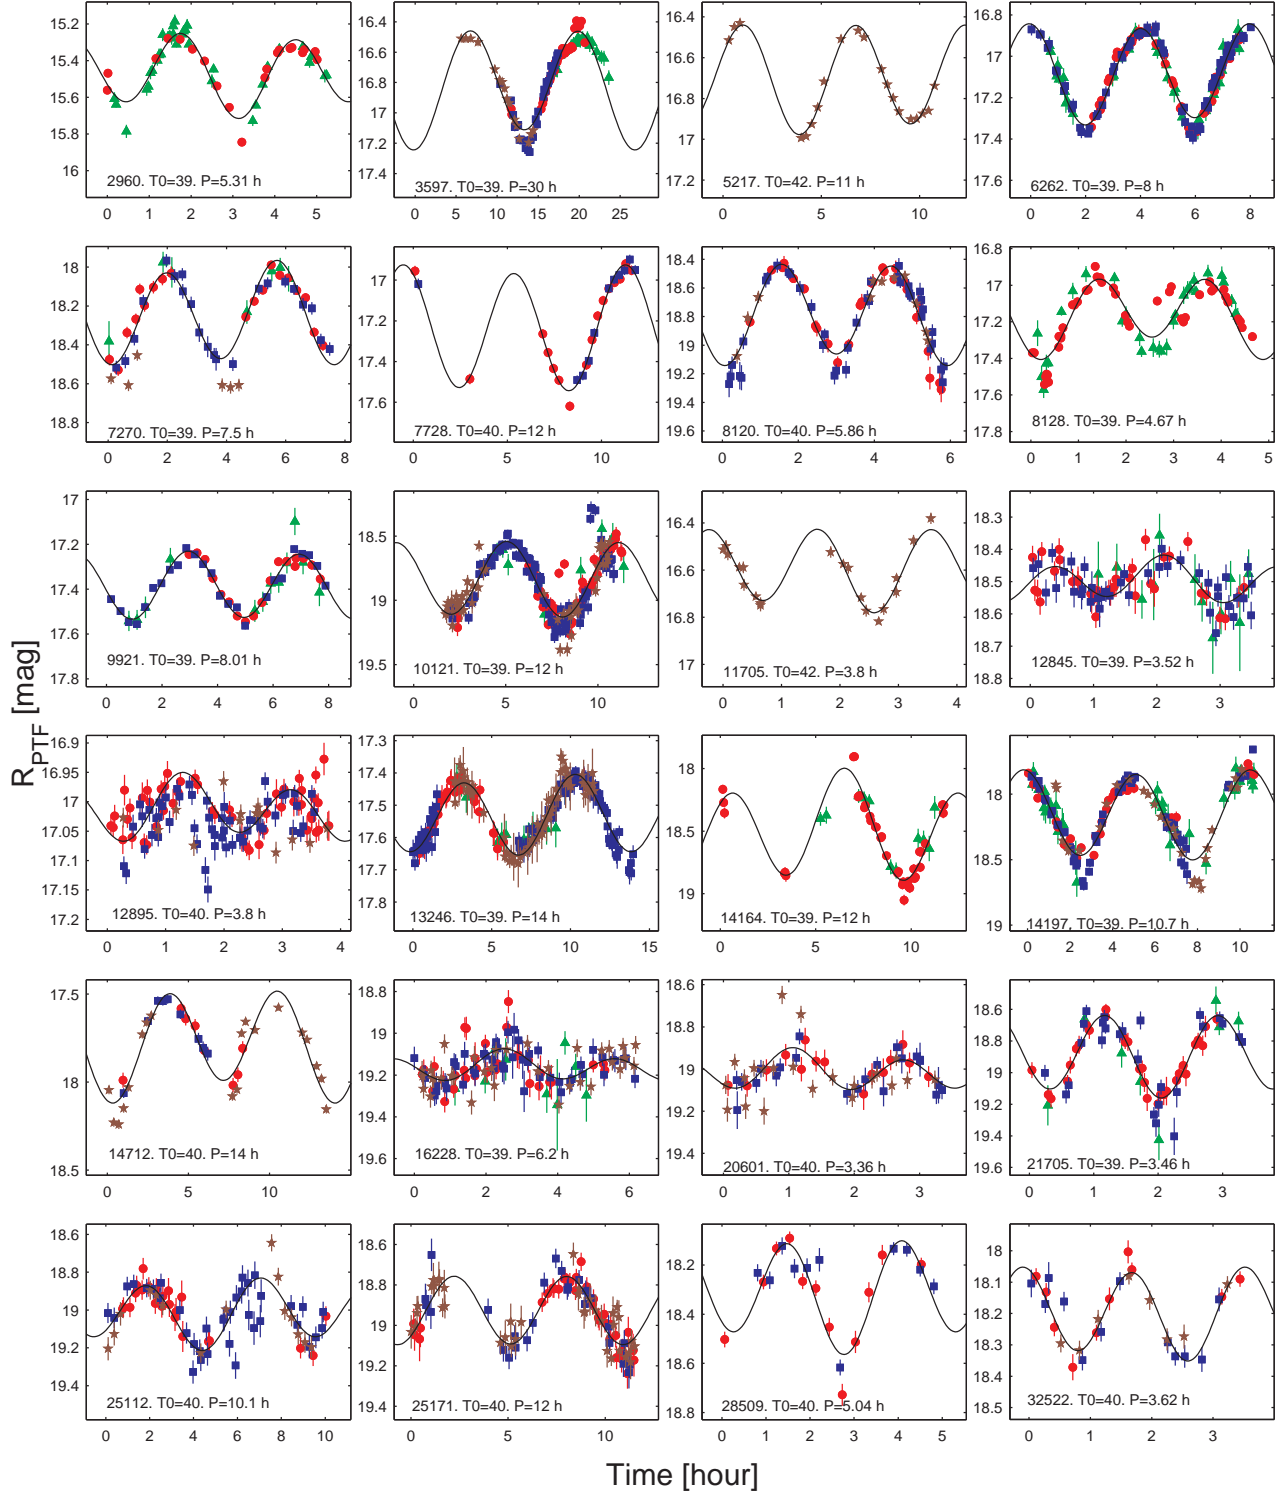 15.2
15.4
15.6
15.8
16
2960. T0=39. P=5.31 h
0 1 2 3 4 5
16.4
16.6
16.8
17
17.2
17.4
3597. T0=39. P=30 h
0 5 10 15 20 25
16.4
16.6
16.8
17
17.2
5217. T0=42. P=11 h
0 5 10
16.8
17
17.2
17.4
17.6
6262. T0=39. P=8 h
0 2 4 6 8
18
18.2
18.4
18.6
18.8
7270. T0=39. P=7.5 h
0 2 4 6 8
17
17.2
17.4
17.6
7728. T0=40. P=12 h
0 5 10
18.4
18.6
18.8
19
19.2
19.4
19.6
8120. T0=40. P=5.86 h
0 2 4 6
16.8
17
17.2
17.4
17.6
17.8
8128. T0=39. P=4.67 h
0 1 2 3 4 5
17
17.2
17.4
17.6
17.8
9921. T0=39. P=8.01 h
0 2 4 6 8
18.5
19
19.5
10121. T0=39. P=12 h
0 5 10
16.4
16.6
16.8
17
11705. T0=42. P=3.8 h
0 1 2 3 4
18.3
18.4
18.5
18.6
18.7
18.8
12845. T0=39. P=3.52 h
0 1 2 3
R_PTF [mag]
16.9
16.95
17
17.05
17.1
17.15
17.2
12895. T0=40. P=3.8 h
0 1 2 3 4
17.3
17.4
17.5
17.6
17.7
17.8
13246. T0=39. P=14 h
0 5 10 15
18
18.5
19
14164. T0=39. P=12 h
0 5 10
18
18.5
19
14197. T0=39. P=10.7 h
0 2 4 6 8 10
17.5
18
18.5
14712. T0=40. P=14 h
0 5 10
18.8
19
19.2
19.4
19.6
16228. T0=39. P=6.2 h
0 2 4 6
18.6
18.8
19
19.2
19.4
20601. T0=40. P=3.36 h
0 1 2 3
18.6
18.8
19
19.2
19.4
19.6
21705. T0=39. P=3.46 h
0 1 2 3
18.6
18.8
19
19.2
19.4
25112. T0=40. P=10.1 h
0 2 4 6 8 10
18.6
18.8
19
19.2
19.4
25171. T0=40. P=12 h
0 5 10
18.2
18.4
18.6
18.8
28509. T0=40. P=5.04 h
0 1 2 3 4 5
18
18.1
18.2
18.3
18.4
18.5
32522. T0=40. P=3.62 h
0 1 2 3
Time [hour]